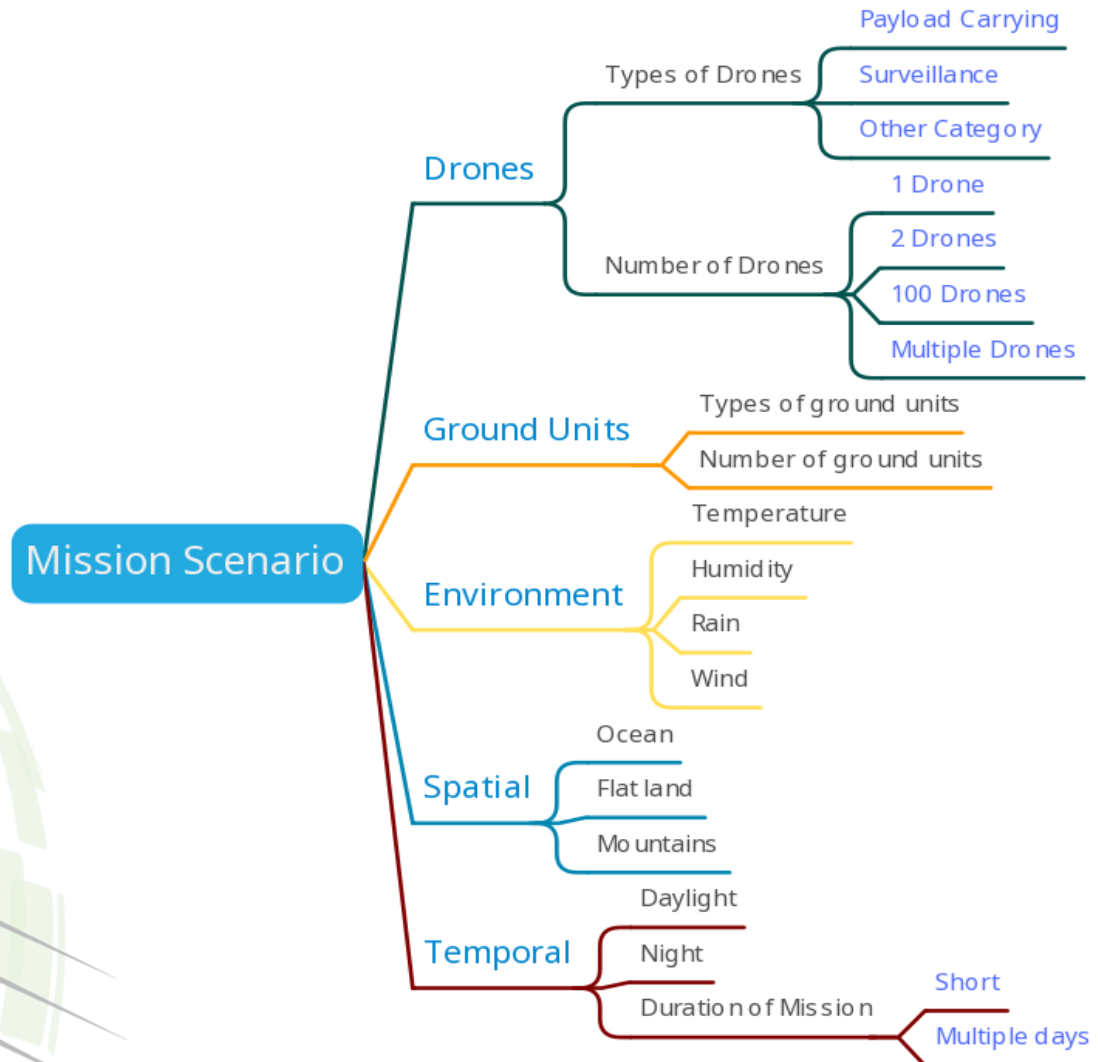 Mission Scenario
Drones
Types of Drones
Payload Carrying
Surveillance
Other Category
Number of Drones
1 Drone
2 Drones
100 Drones
Multiple Drones
Ground Units
Types of ground units
Number of ground units
Environment
Temperature
Humidity
Rain
Wind
Spatial
Ocean
Flat land
Mountains
Temporal
Daylight
Night
Duration of Mission
Short
Multiple days